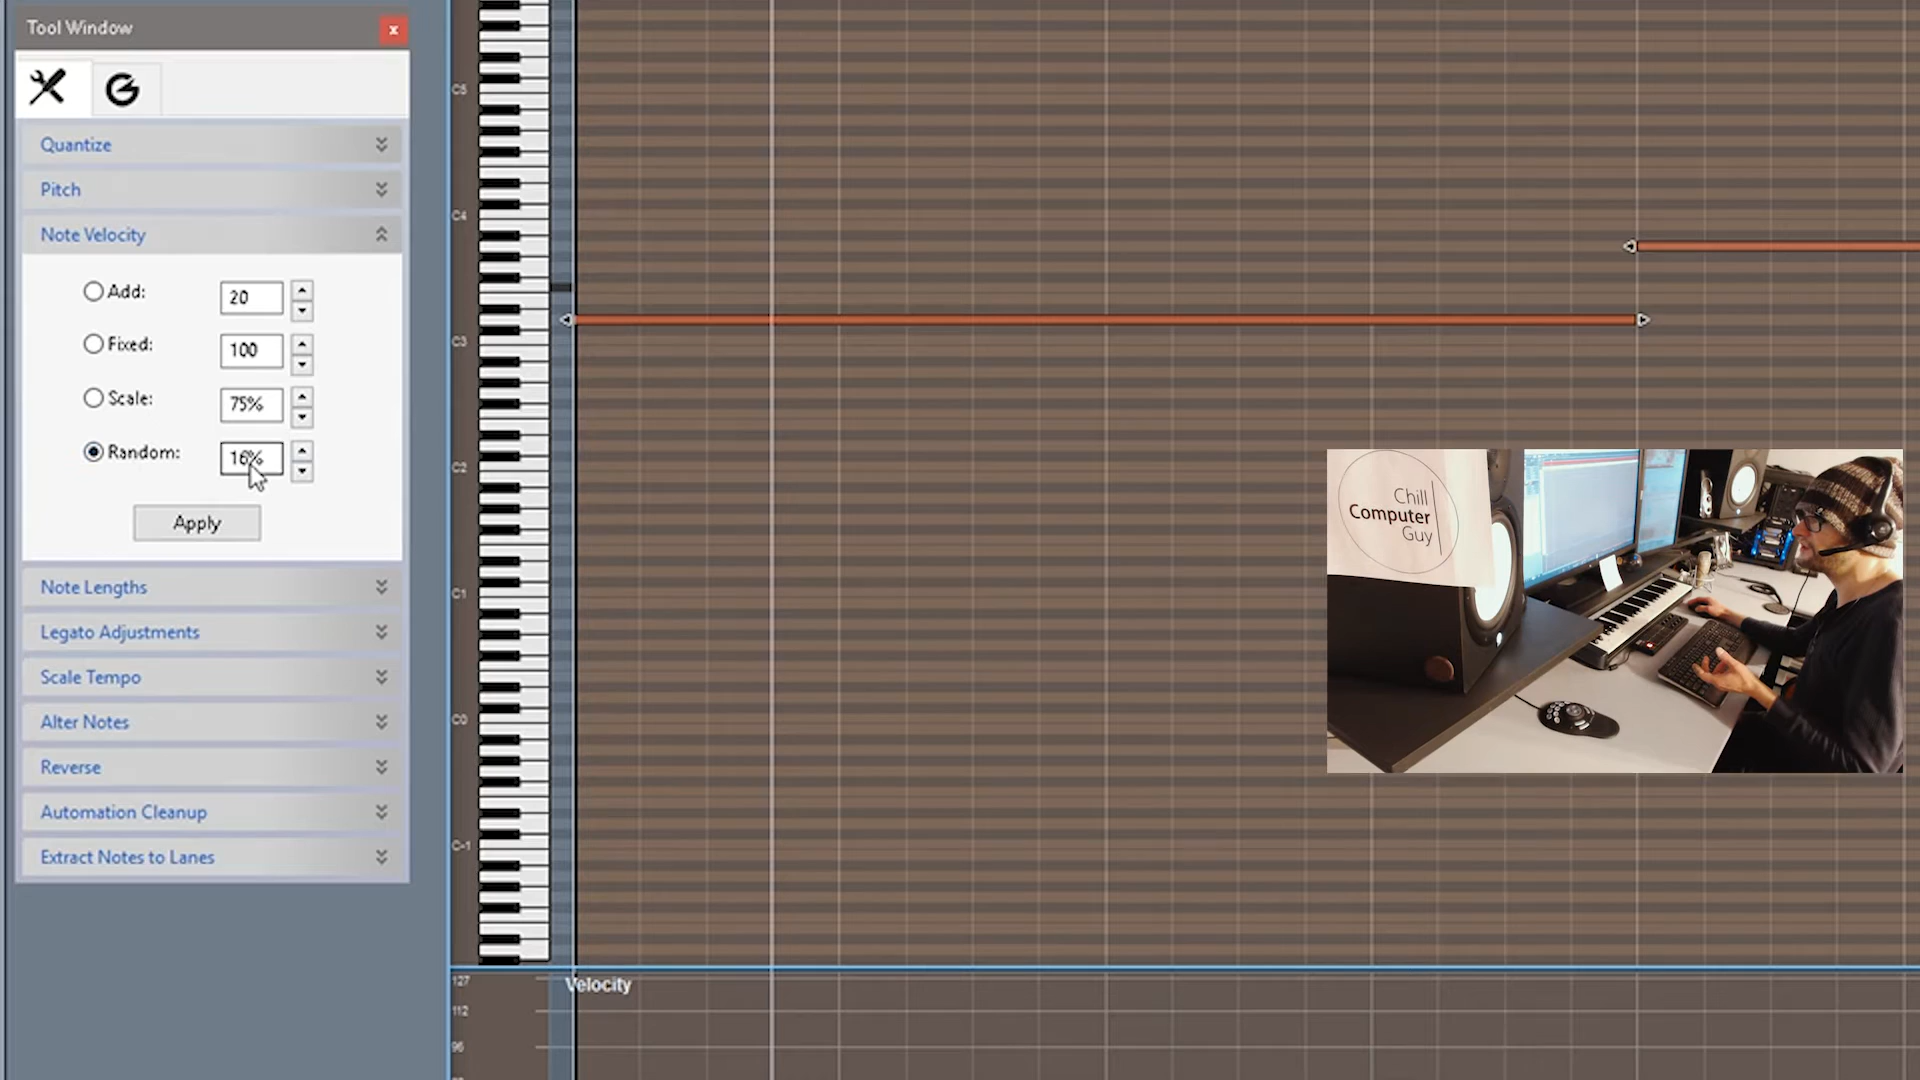 Tool Window
x
Quantize
Pitch
Note Velocity
Add: 20
Fixed: 100
Scale: 75%
Random: 16%
Apply
Note Lengths
Legato Adjustments
Scale Tempo
Alter Notes
Reverse
Automation Cleanup
Extract Notes to Lanes
C5
C4
C3
C2
C1
C0
C-1
127
Velocity
112
96
Chill
Computer
Guy